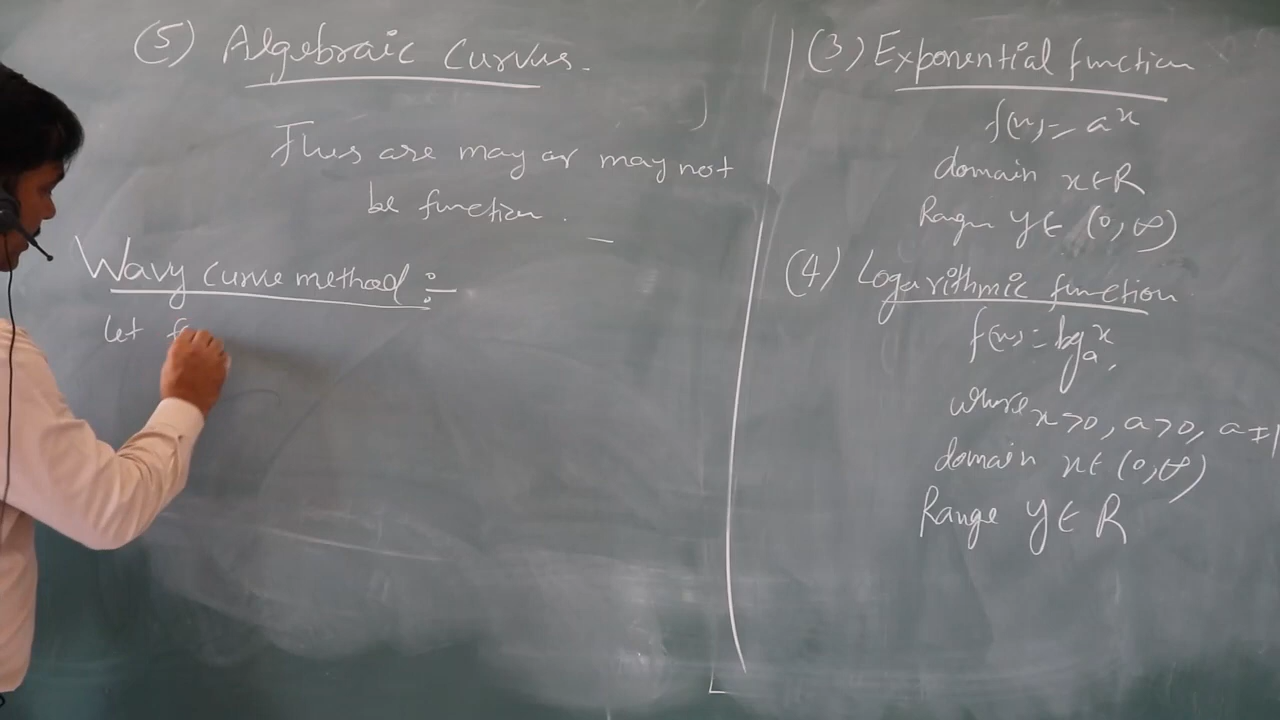 (5) Algebraic Curves.
Thes are may or may not
be function.
Wavy curve method :-
let f
(3) Exponential function
f(x) = a^x
domain x∈R
Range y∈ (0,∞)
(4) Logarithmic function
f(x) = log_a x,
where x>0, a>0, a≠1
domain x∈ (0,∞)
Range y∈ R